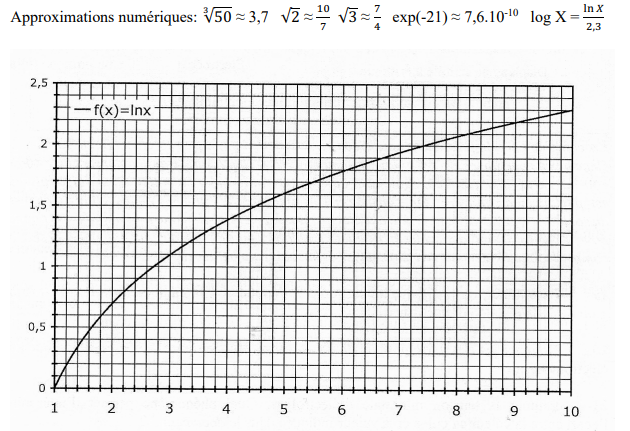 Approximations numériques: ∛50 ≈ 3,7 √2 ≈ 10/7 √3 ≈ 7/4 exp(-21) ≈ 7,6.10⁻¹⁰ log X = ln X/2,3
2,5
f(x)=lnx
2
1,5
1
0,5
0
1 2 3 4 5 6 7 8 9 10